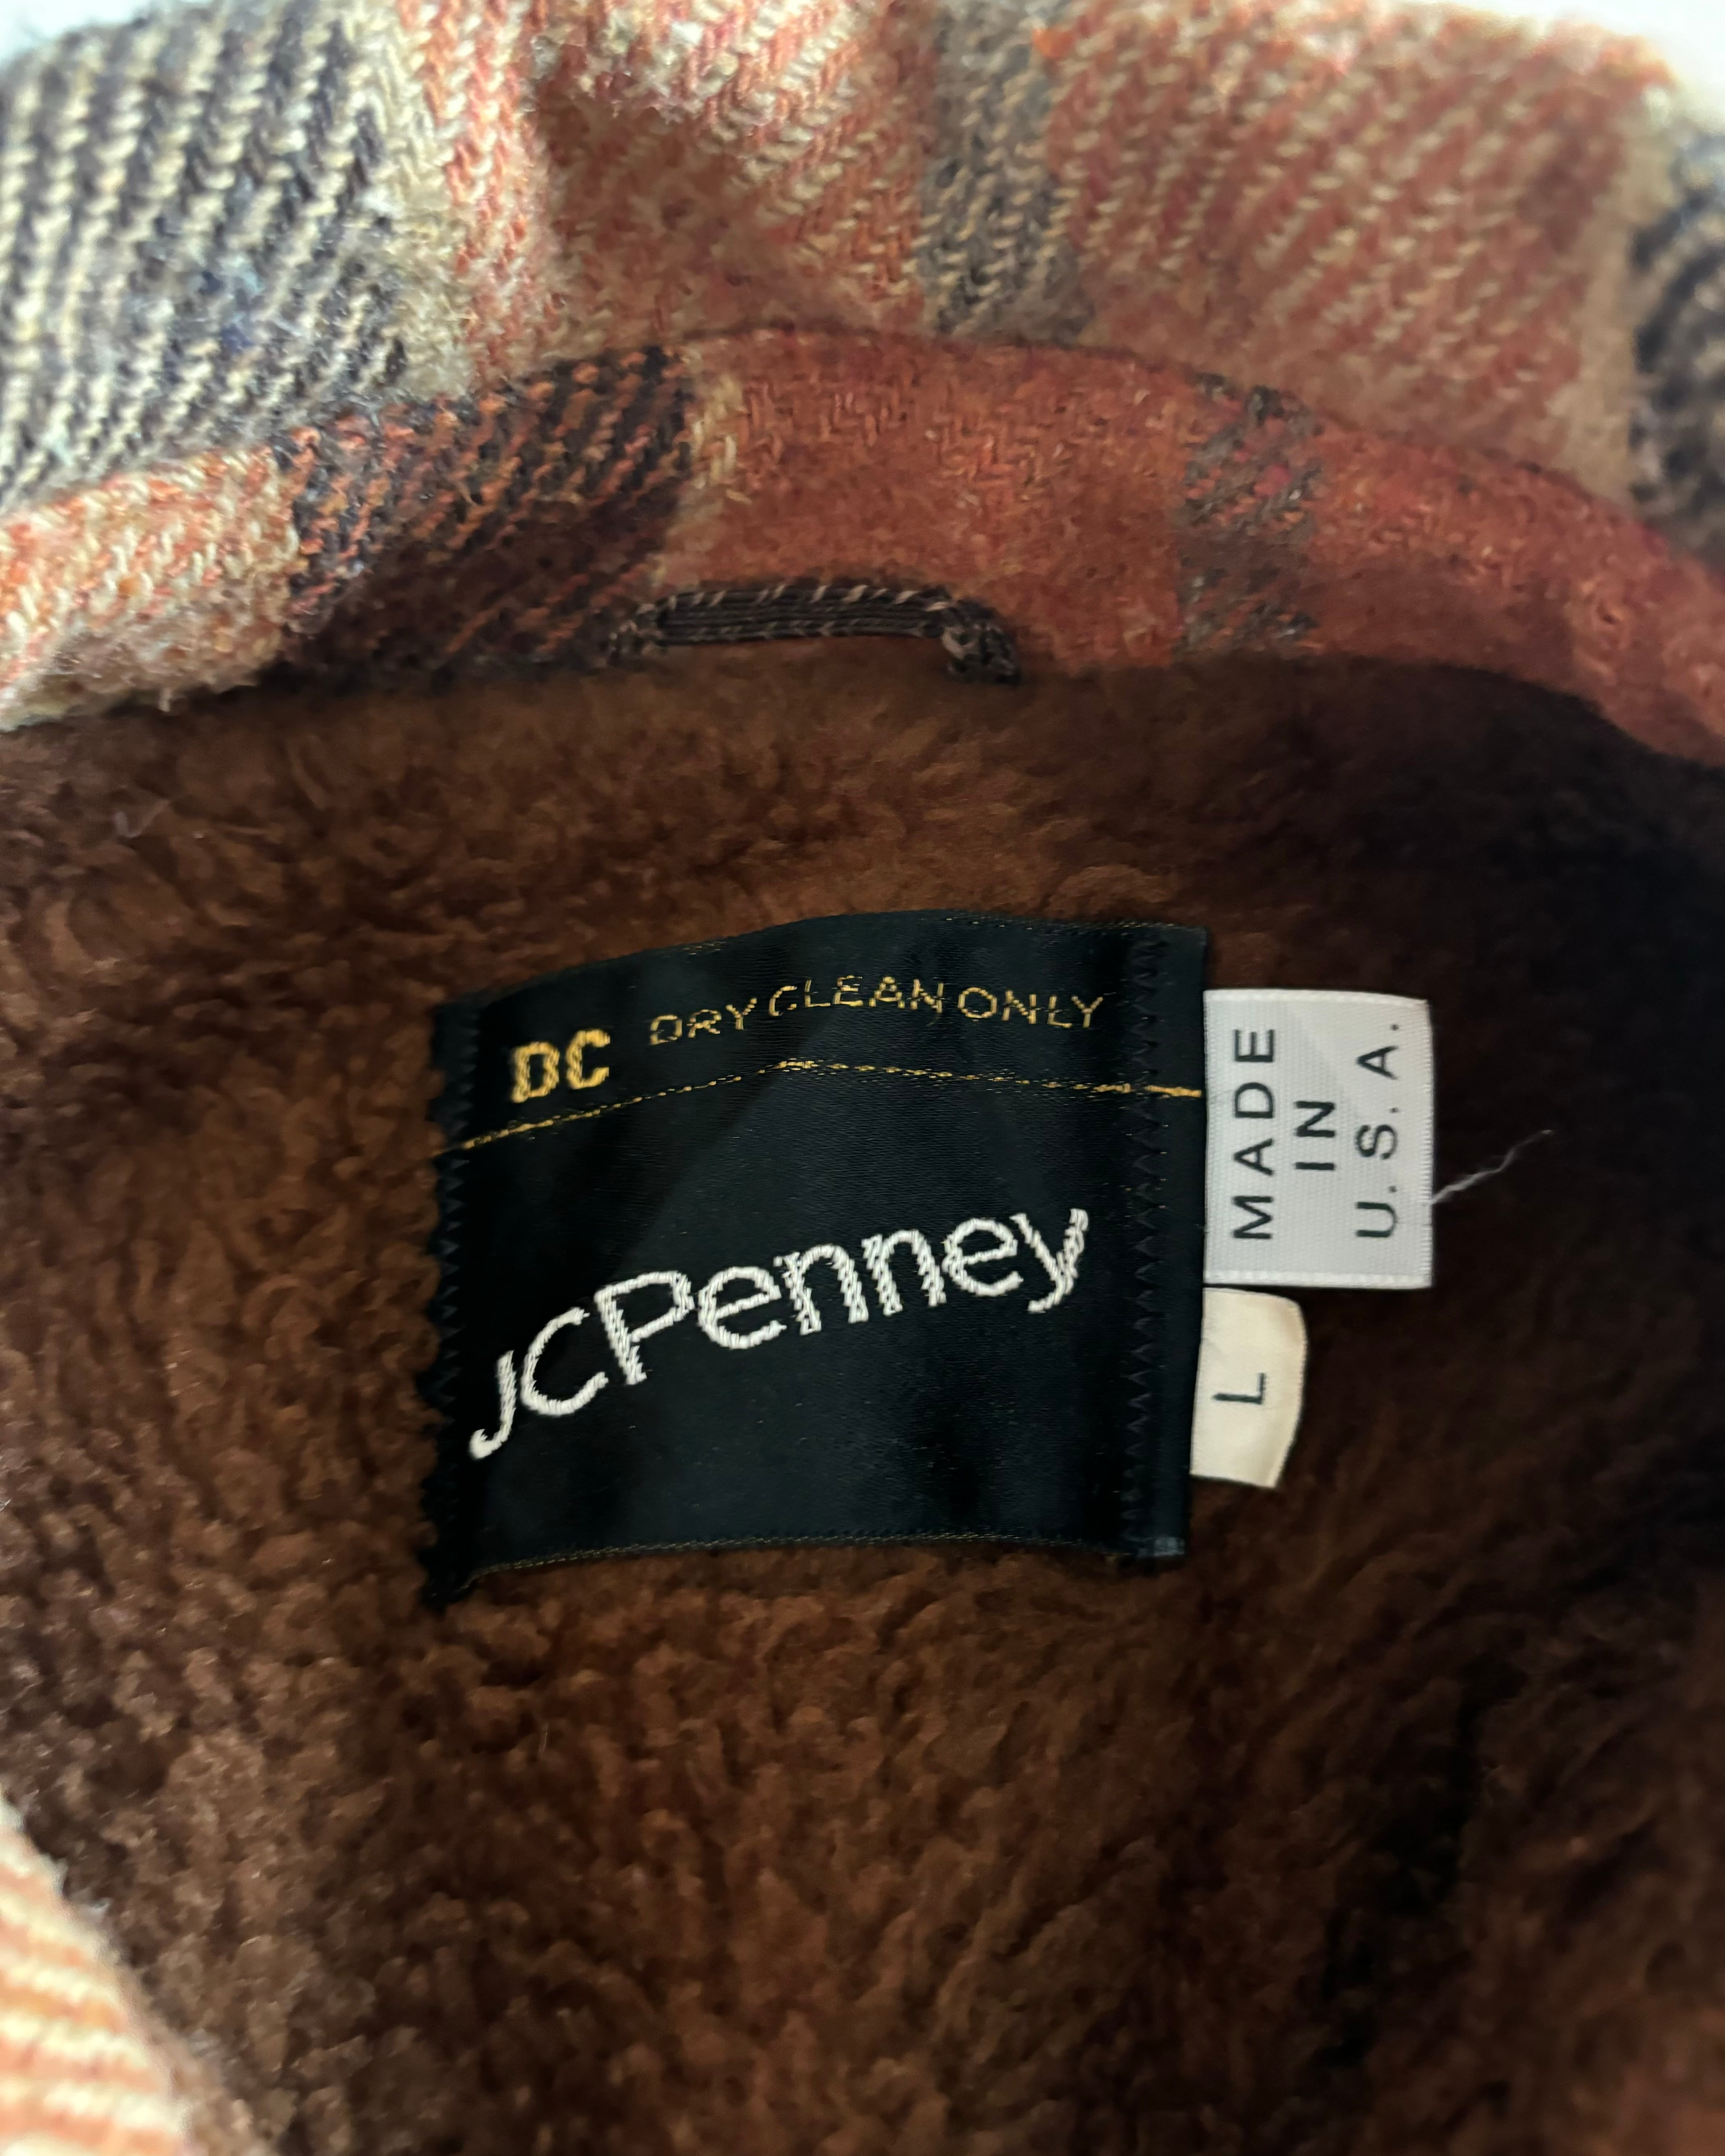 DC DRY CLEAN ONLY
JCPenney
MADE
IN
U.S.A.
L